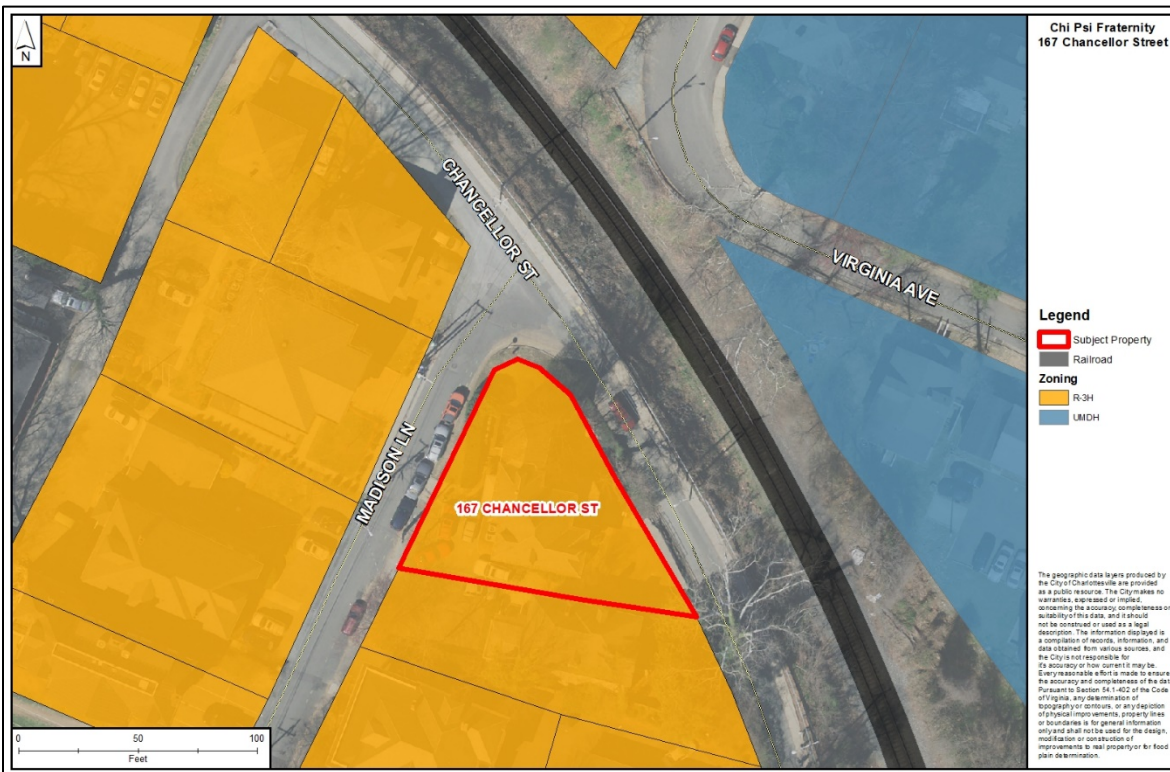 Chi Psi Fraternity
167 Chancellor Street
N
CHANCELLOR ST
VIRGINIA AVE
MADISON LN
167 CHANCELLOR ST
Legend
Subject Property
Railroad
Zoning
R-3H
UMDH
The geographic data layers produced by
the City of Charlottesville are provided
as a public resource. The City makes no
warranties, expressed or implied,
concerning the accuracy, completeness or
suitability of this data, and it should
not be construed or used as a legal
description. The information displayed is
a compilation of records, information, and
data obtained from various sources, and
the City is not responsible for
it's accuracy or how current it may be.
Every reasonable effort is made to ensure
the accuracy and completeness of the dat
Pursuant to Section 54.1-402 of the Code
of Virginia, any determination of
topography or contours, or any depiction
of physical improvements, property lines
or boundaries is for general information
only and shall not be used for the design,
modification or construction of
improvements to real property or for flood
plain determination.
0 50 100
Feet